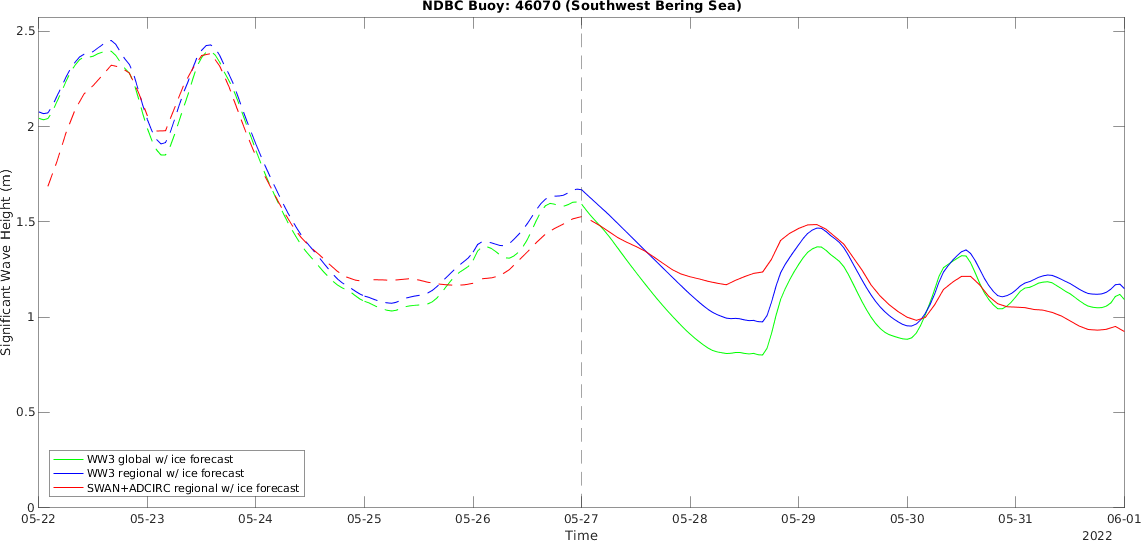 NDBC Buoy: 46070 (Southwest Bering Sea)
2.5
2
1.5
1
0.5
0
Significant Wave Height (m)
WW3 global w/ ice forecast
WW3 regional w/ ice forecast
SWAN+ADCIRC regional w/ ice forecast
05-22 05-23 05-24 05-25 05-26 05-27 05-28 05-29 05-30 05-31 06-01
Time
2022